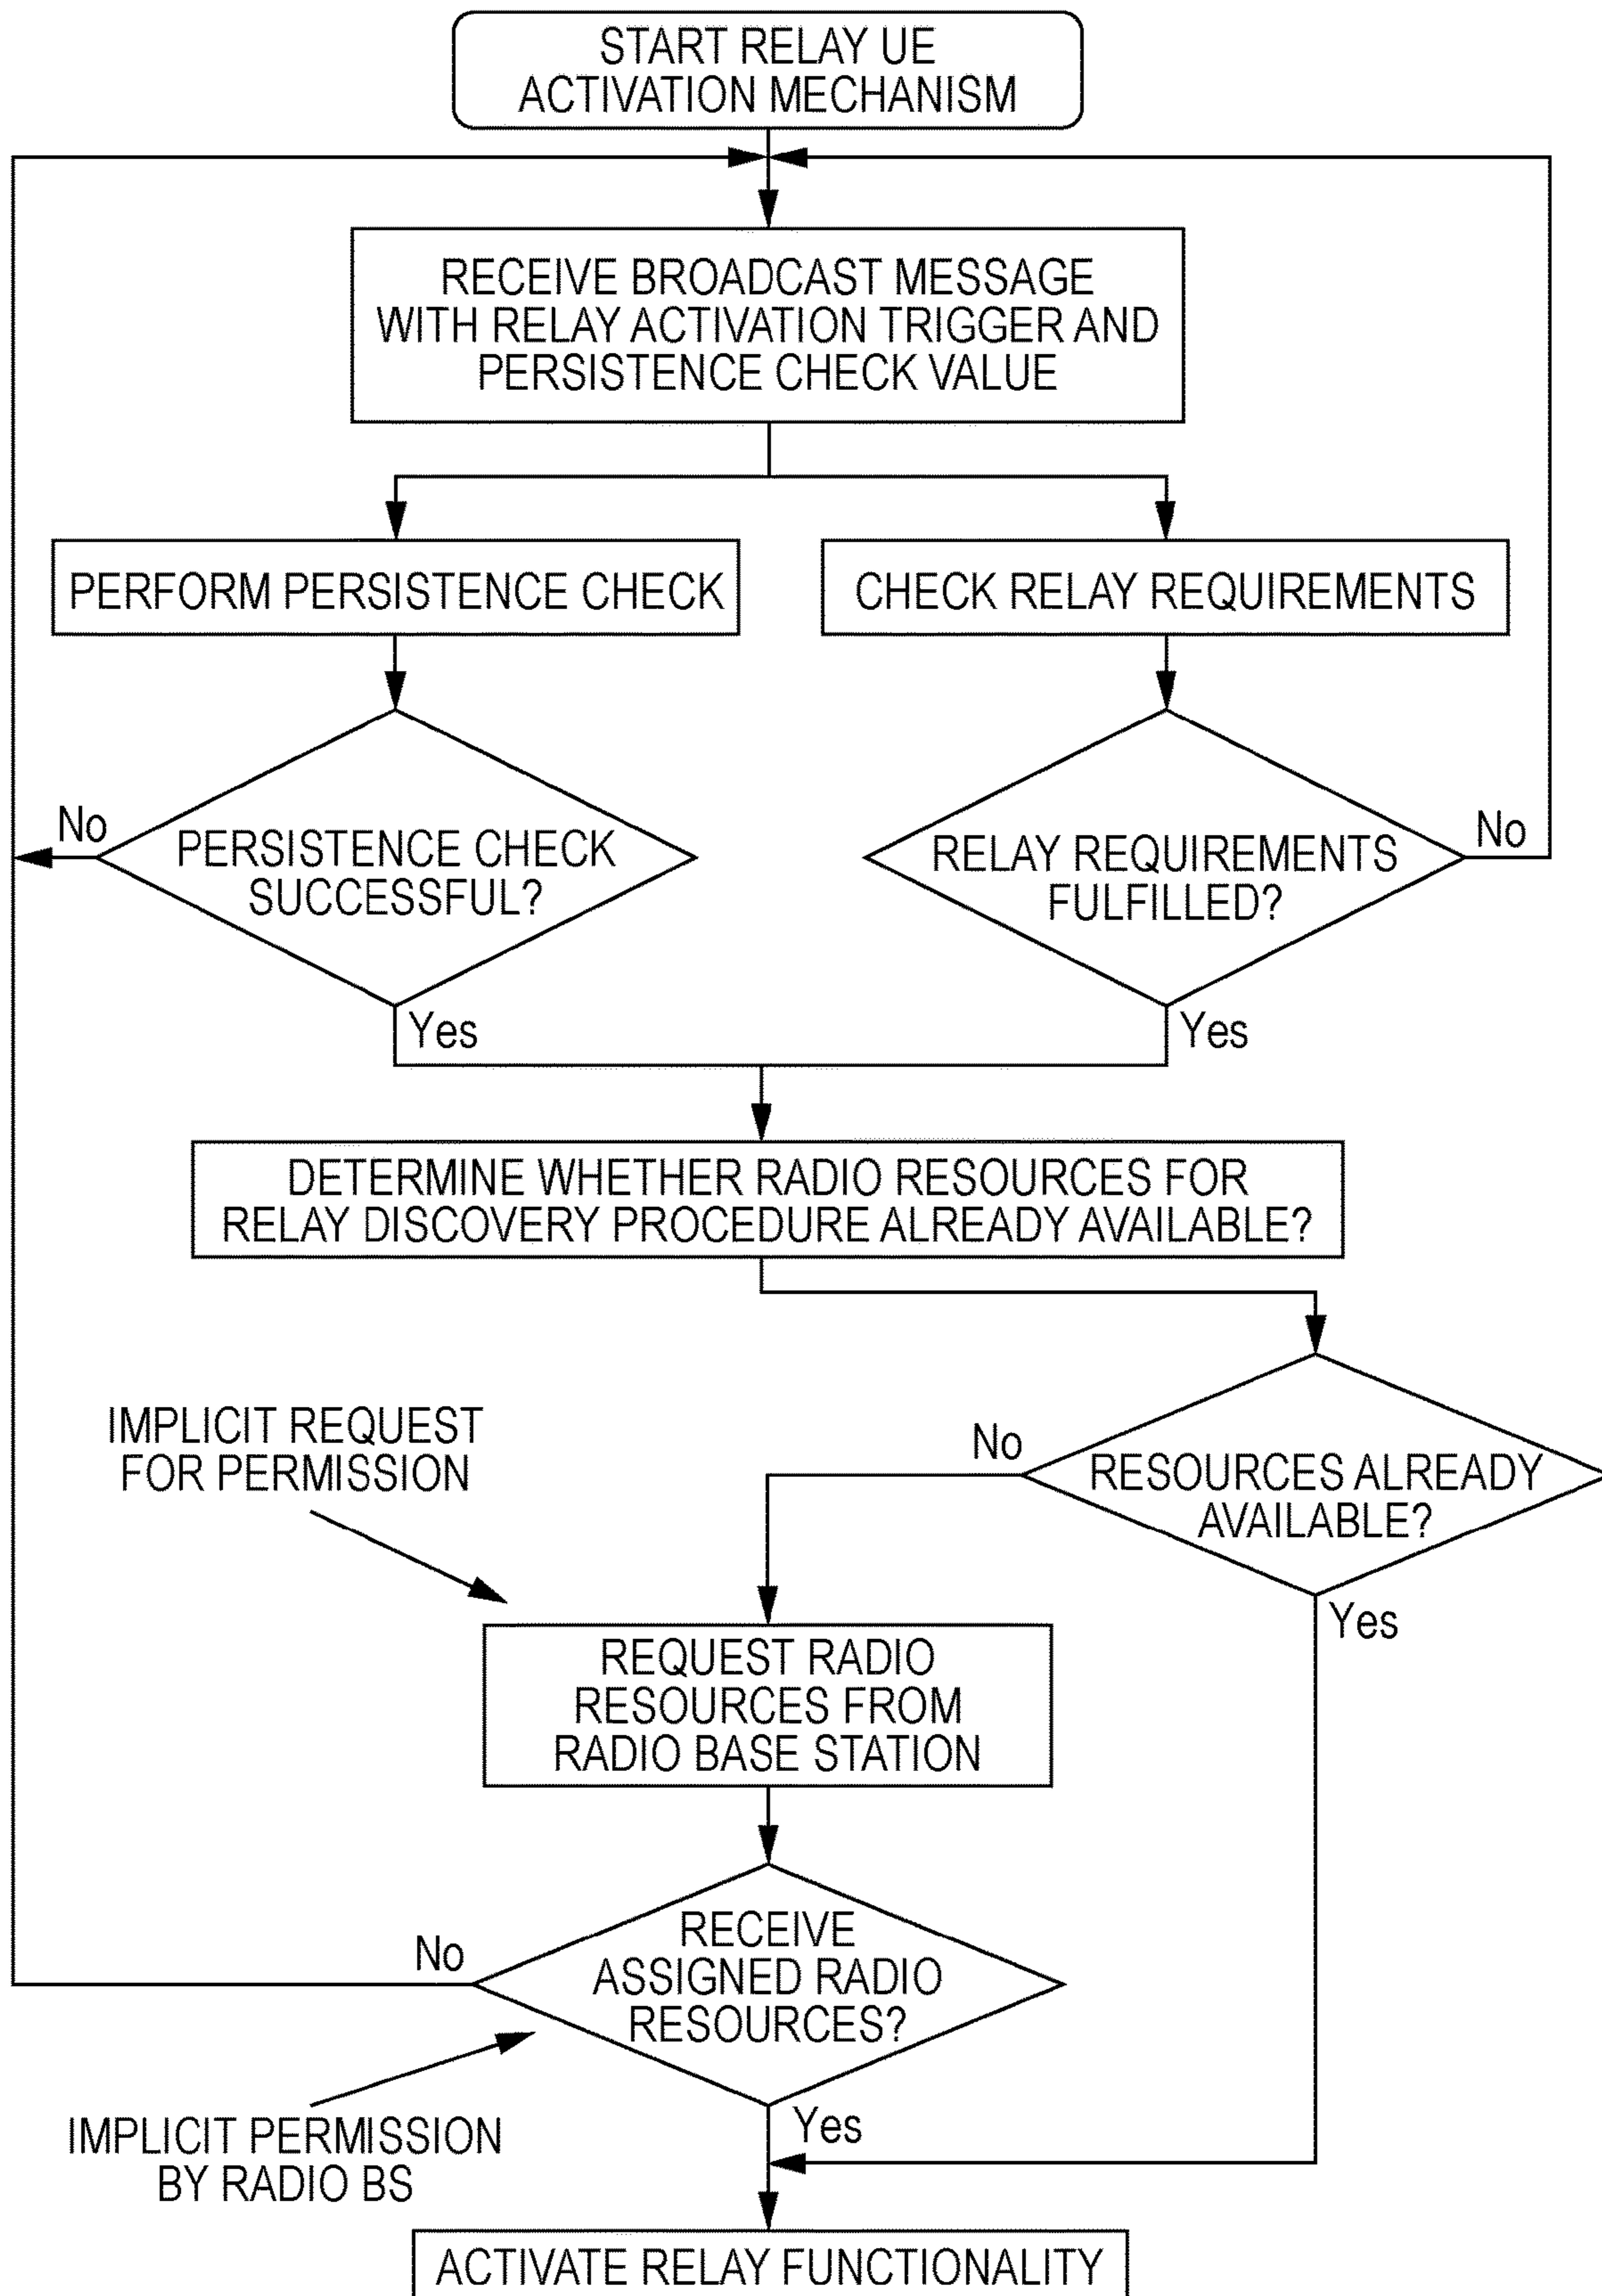 START RELAY UE
ACTIVATION MECHANISM
RECEIVE BROADCAST MESSAGE
WITH RELAY ACTIVATION TRIGGER AND
PERSISTENCE CHECK VALUE
PERFORM PERSISTENCE CHECK
CHECK RELAY REQUIREMENTS
No
PERSISTENCE CHECK
SUCCESSFUL?
RELAY REQUIREMENTS
FULFILLED?
No
Yes
Yes
DETERMINE WHETHER RADIO RESOURCES FOR
RELAY DISCOVERY PROCEDURE ALREADY AVAILABLE?
IMPLICIT REQUEST
FOR PERMISSION
No
RESOURCES ALREADY
AVAILABLE?
Yes
REQUEST RADIO
RESOURCES FROM
RADIO BASE STATION
No
RECEIVE
ASSIGNED RADIO
RESOURCES?
Yes
IMPLICIT PERMISSION
BY RADIO BS
ACTIVATE RELAY FUNCTIONALITY